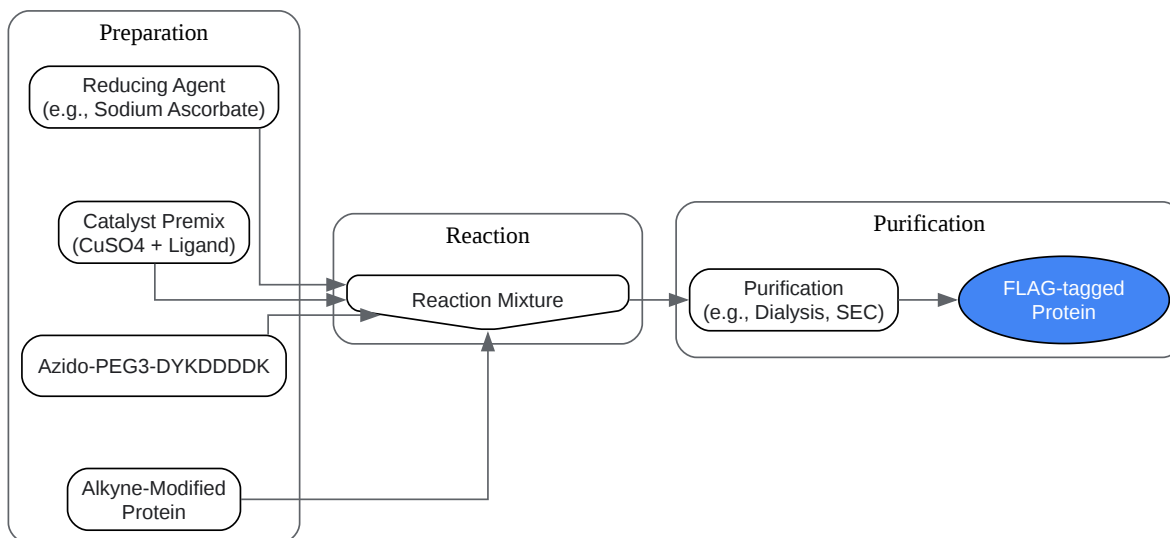 Preparation
Reducing Agent
(e.g., Sodium Ascorbate)
Catalyst Premix
(CuSO4 + Ligand)
Azido-PEG3-DYKDDDDK
Alkyne-Modified
Protein
Reaction
Reaction Mixture
Purification
Purification
(e.g., Dialysis, SEC)
FLAG-tagged
Protein